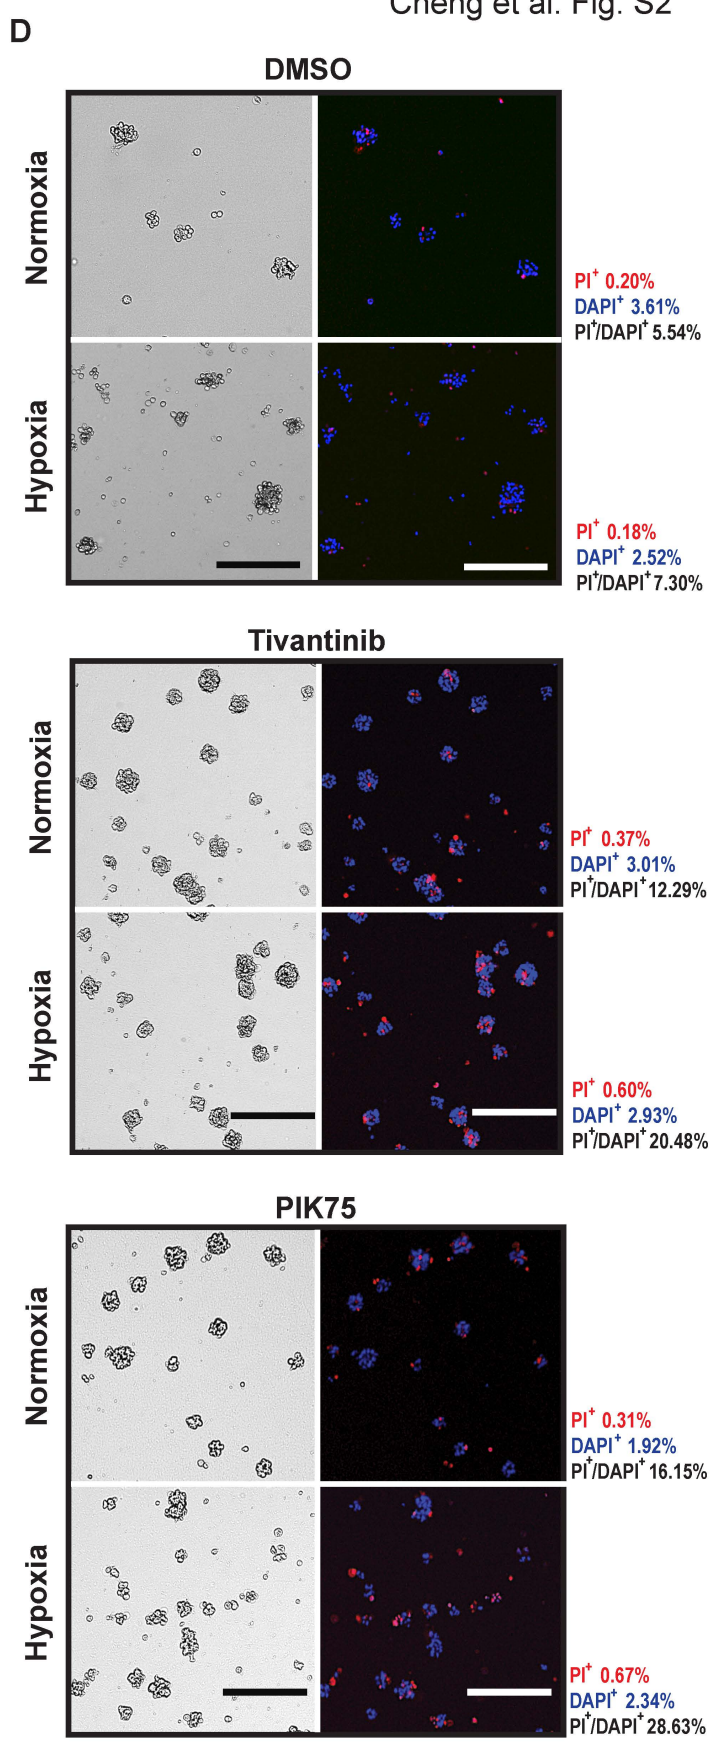 Cheng et al. Fig. S2
D
DMSO
Normoxia
PI+ 0.20%
DAPI+ 3.61%
PI+/DAPI+ 5.54%
Hypoxia
PI+ 0.18%
DAPI+ 2.52%
PI+/DAPI+ 7.30%
Tivantinib
Normoxia
PI+ 0.37%
DAPI+ 3.01%
PI+/DAPI+ 12.29%
Hypoxia
PI+ 0.60%
DAPI+ 2.93%
PI+/DAPI+ 20.48%
PIK75
Normoxia
PI+ 0.31%
DAPI+ 1.92%
PI+/DAPI+ 16.15%
Hypoxia
PI+ 0.67%
DAPI+ 2.34%
PI+/DAPI+ 28.63%